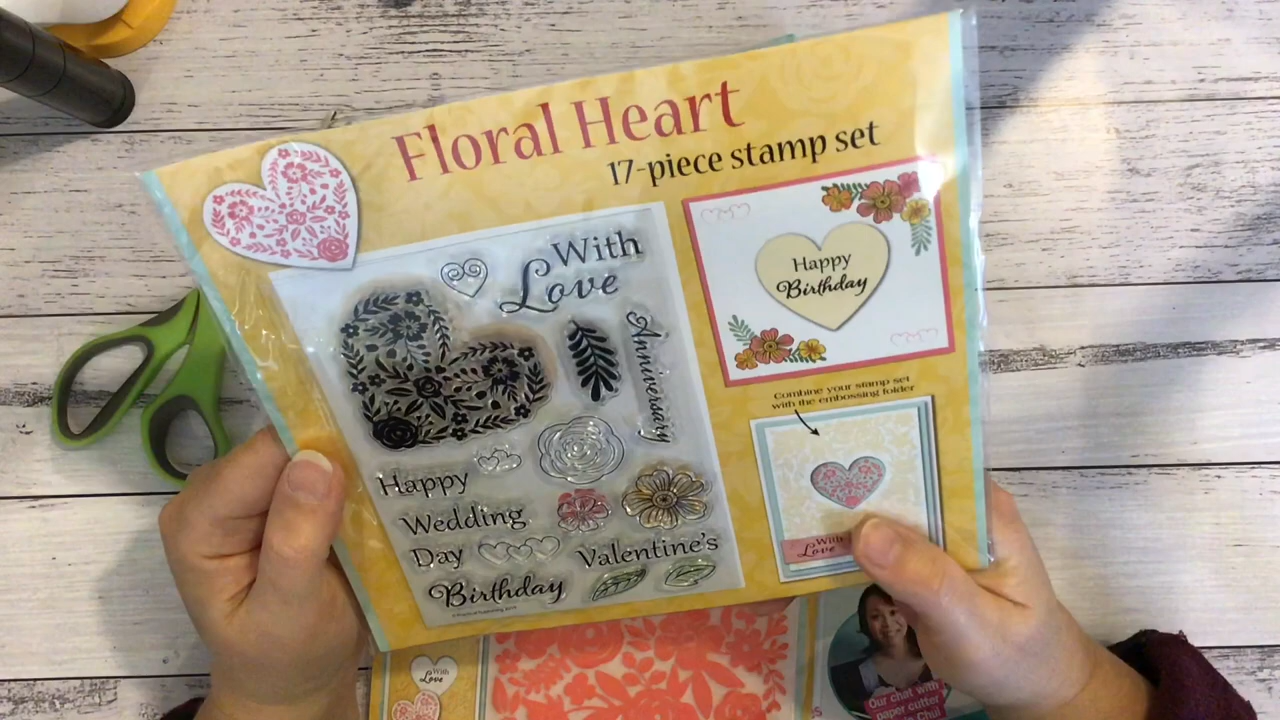 Floral Heart
17-piece stamp set
With
Love
Anniversary
Happy
Wedding
Day
Valentine's
Birthday
Happy
Birthday
Combine your stamp set
with the embossing folder
With
Love
With
Love
Our chat with
paper cutter